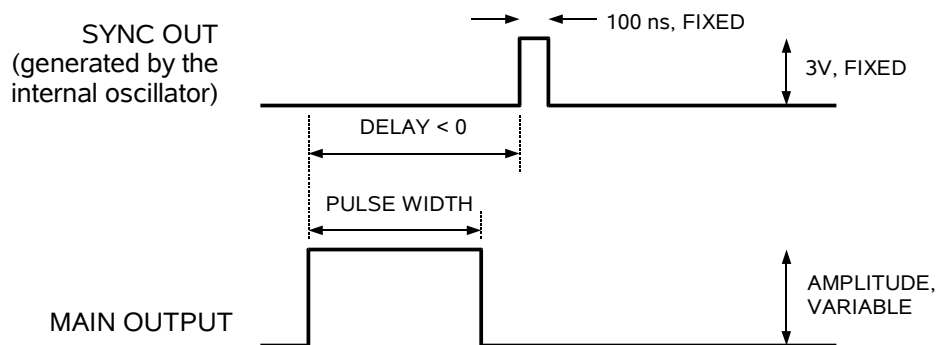 SYNC OUT
(generated by the
internal oscillator)
100 ns, FIXED
3V, FIXED
DELAY < 0
PULSE WIDTH
MAIN OUTPUT
AMPLITUDE,
VARIABLE